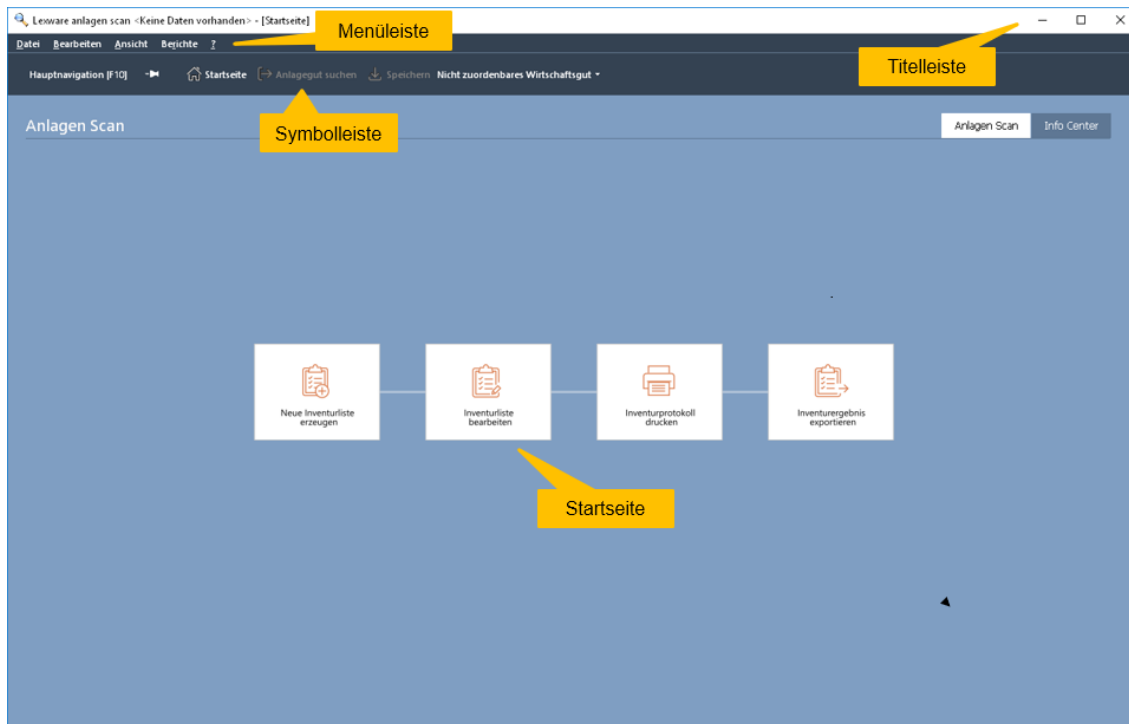 Lexware anlagen scan <Keine Daten vorhanden> - [Startseite]
Menüleiste
Datei Bearbeiten Ansicht Berichte ?
Titelleiste
Hauptnavigation [F10] Startseite Anlagegut suchen Speichern Nicht zuordenbares Wirtschaftsgut
Symbolleiste
Anlagen Scan
Anlagen Scan Info Center
Neue Inventurliste
erzeugen
Inventurliste
bearbeiten
Inventurprotokoll
drucken
Inventurergebnis
exportieren
Startseite